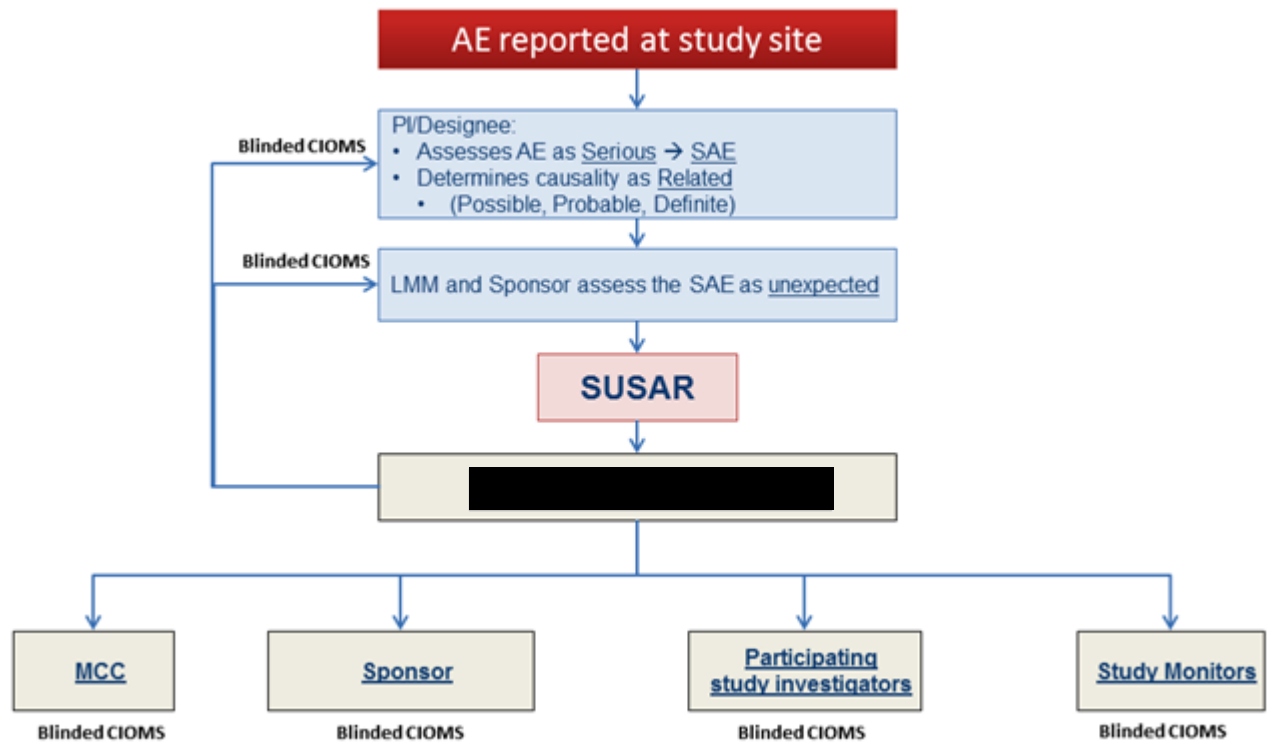 AE reported at study site
Blinded CIOMS
PI/Designee:
• Assesses AE as Serious → SAE
• Determines causality as Related
• (Possible, Probable, Definite)
Blinded CIOMS
LMM and Sponsor assess the SAE as unexpected
SUSAR
MCC
Sponsor
Participating
study investigators
Study Monitors
Blinded CIOMS
Blinded CIOMS
Blinded CIOMS
Blinded CIOMS